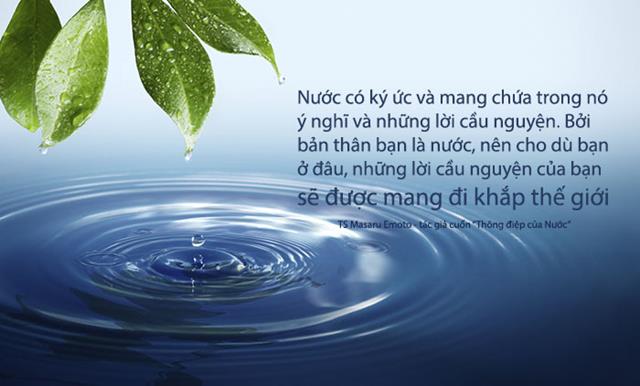 Nước có ký ức và mang chứa trong nó
ý nghĩ và những lời cầu nguyện. Bởi
bản thân bạn là nước, nên cho dù bạn
ở đâu, những lời cầu nguyện của bạn
sẽ được mang đi khắp thế giới
TS Masaru Emoto - tác giả cuốn "Thông điệp của Nước"